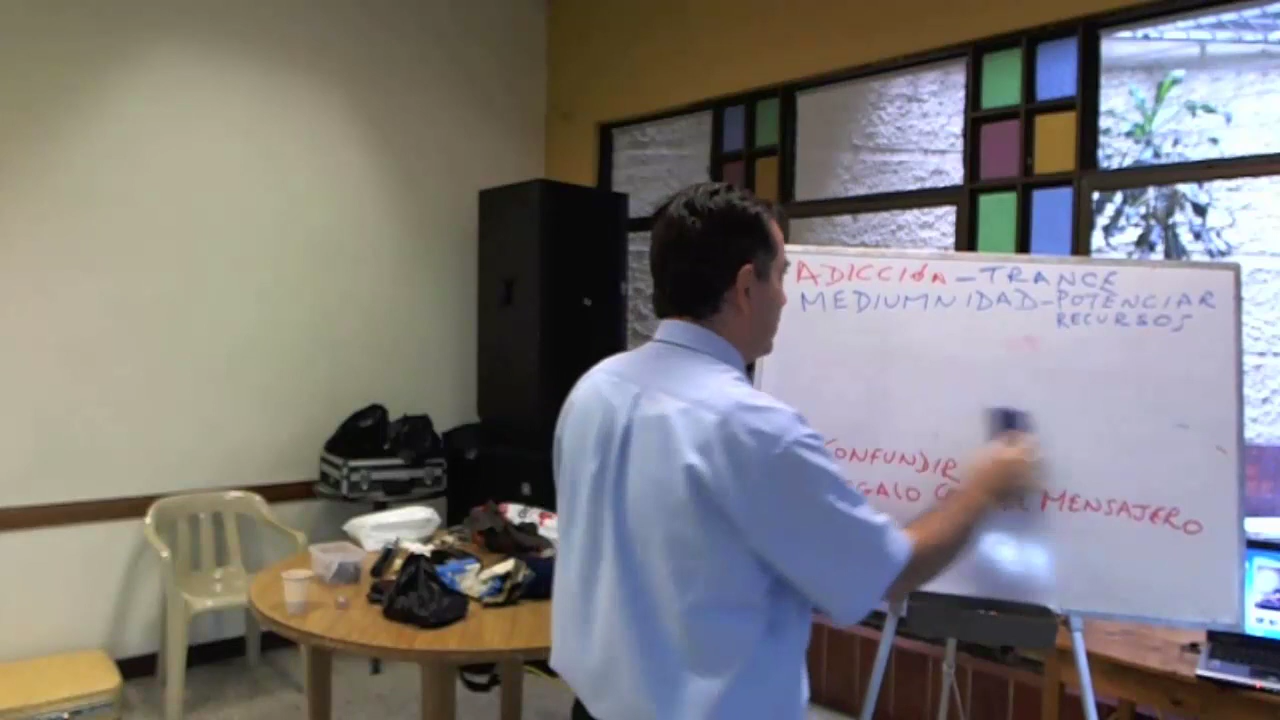 ADICCIÓN - TRANCE
MEDIUMNIDAD - POTENCIAR
RECURSOS
CONFUNDIR
MENSAJERO